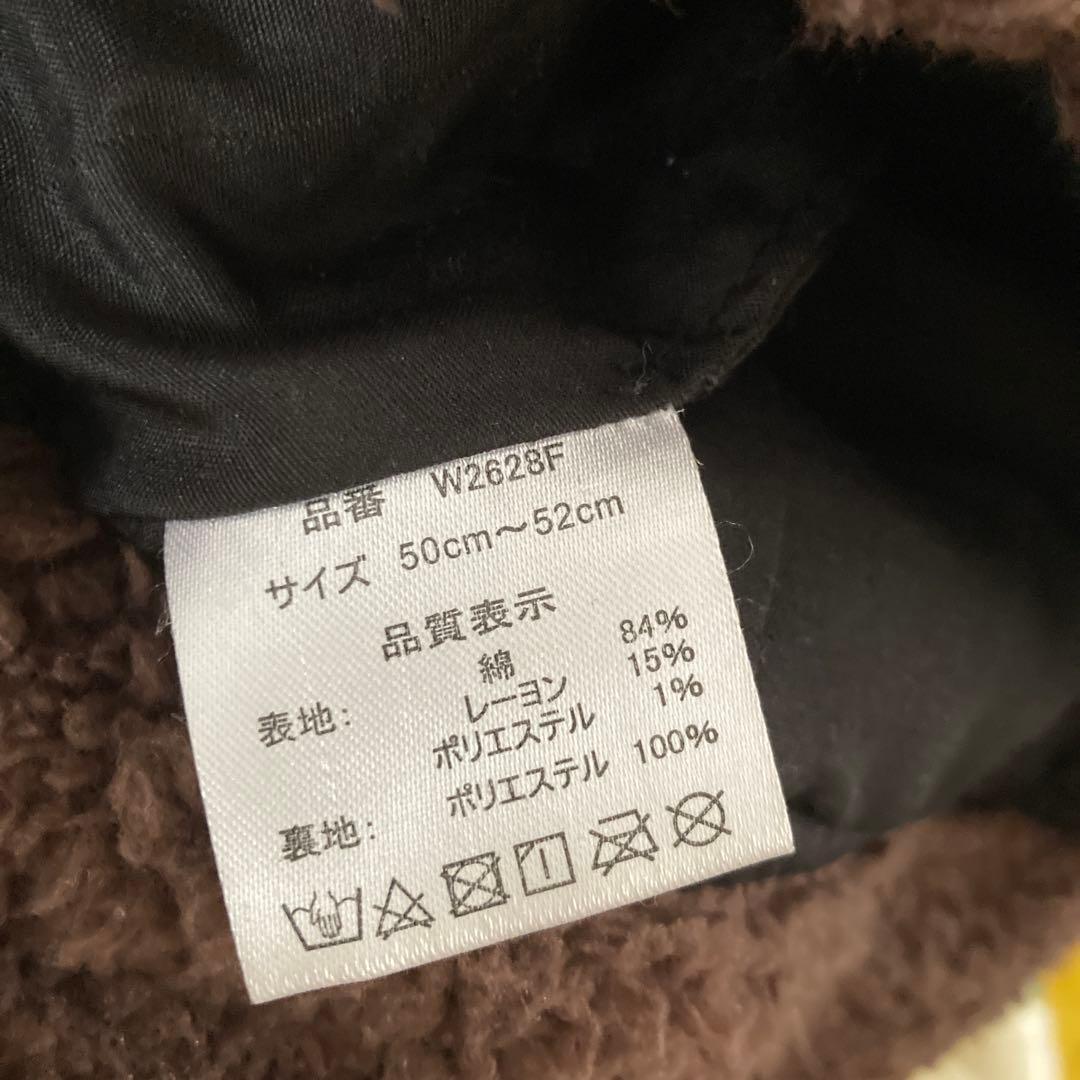 品番 W2628F
サイズ 50cm～52cm
品質表示
表地: 綿 84%
レーヨン 15%
ポリエステル 1%
裏地: ポリエステル 100%